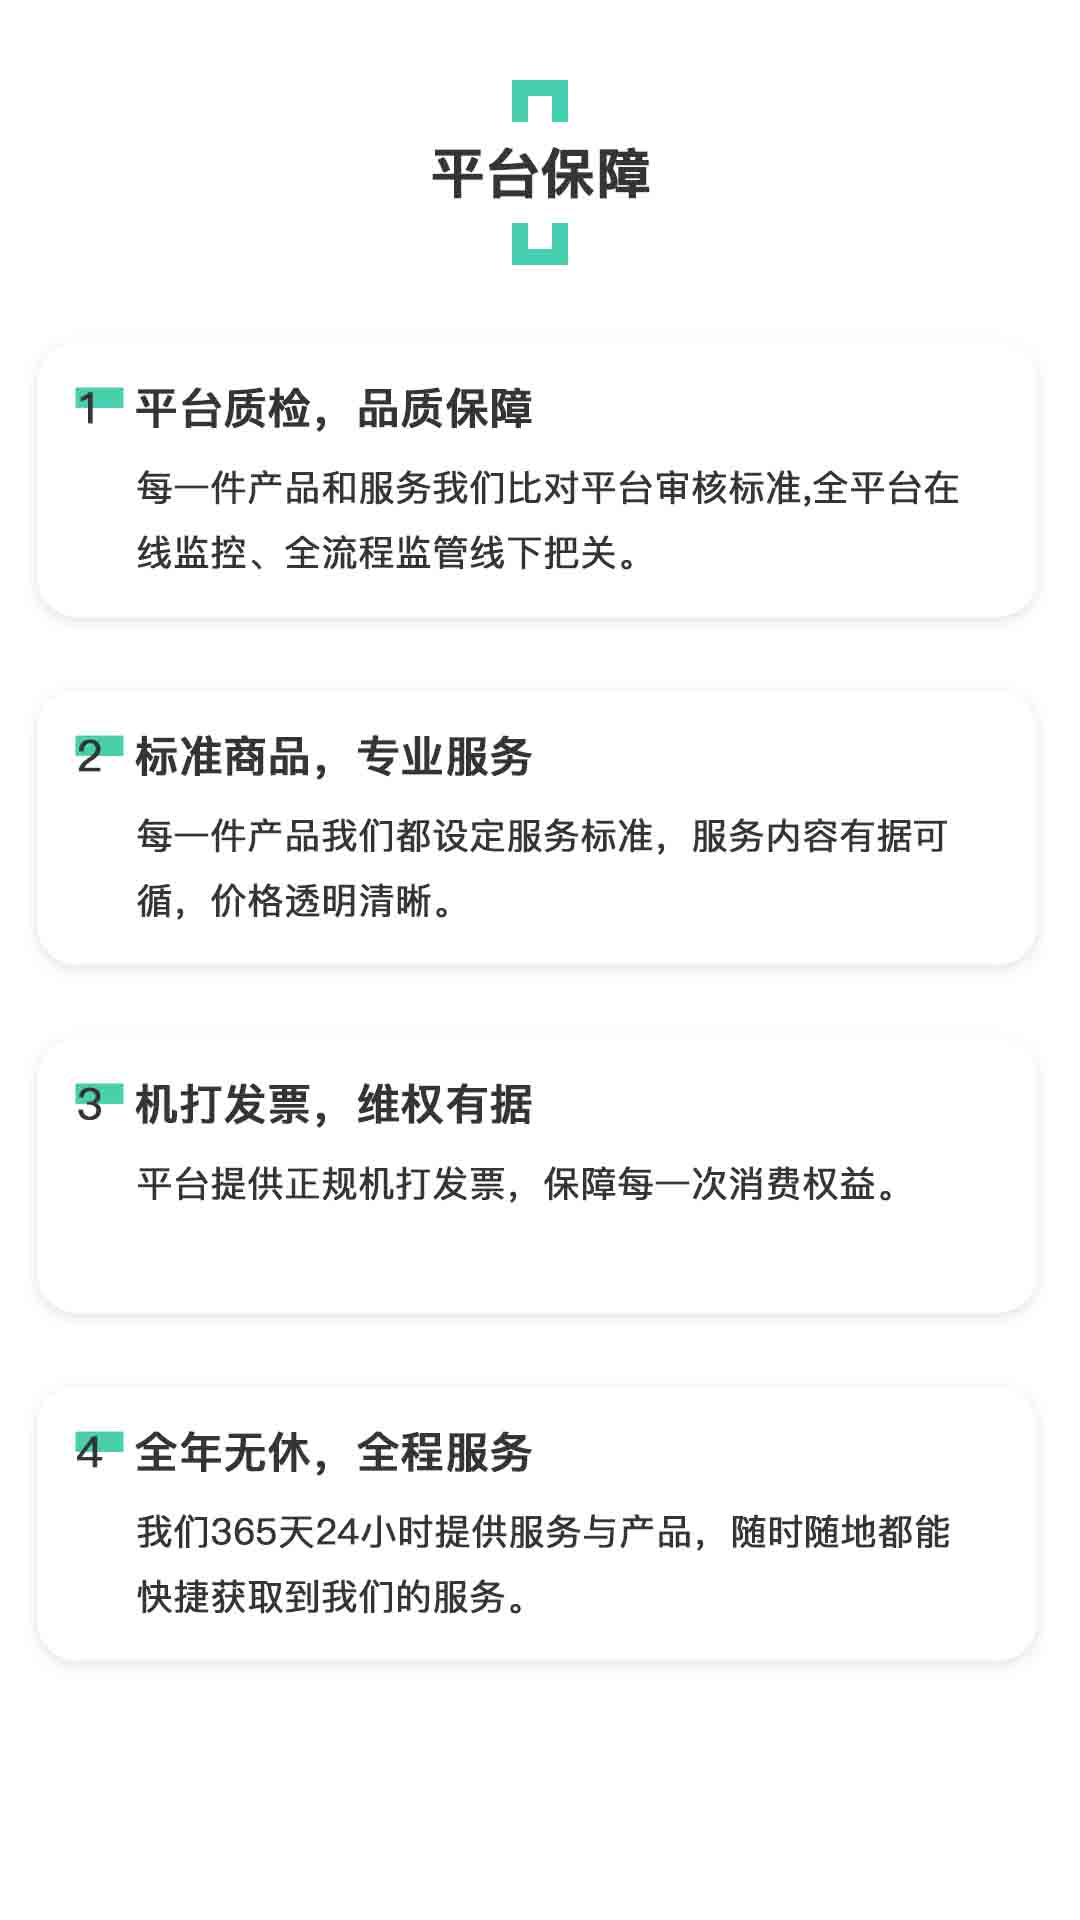 平台保障
1 平台质检，品质保障
每一件产品和服务我们比对平台审核标准,全平台在
线监控、全流程监管线下把关。
2 标准商品，专业服务
每一件产品我们都设定服务标准，服务内容有据可
循，价格透明清晰。
3 机打发票，维权有据
平台提供正规机打发票，保障每一次消费权益。
4 全年无休，全程服务
我们365天24小时提供服务与产品，随时随地都能
快捷获取到我们的服务。